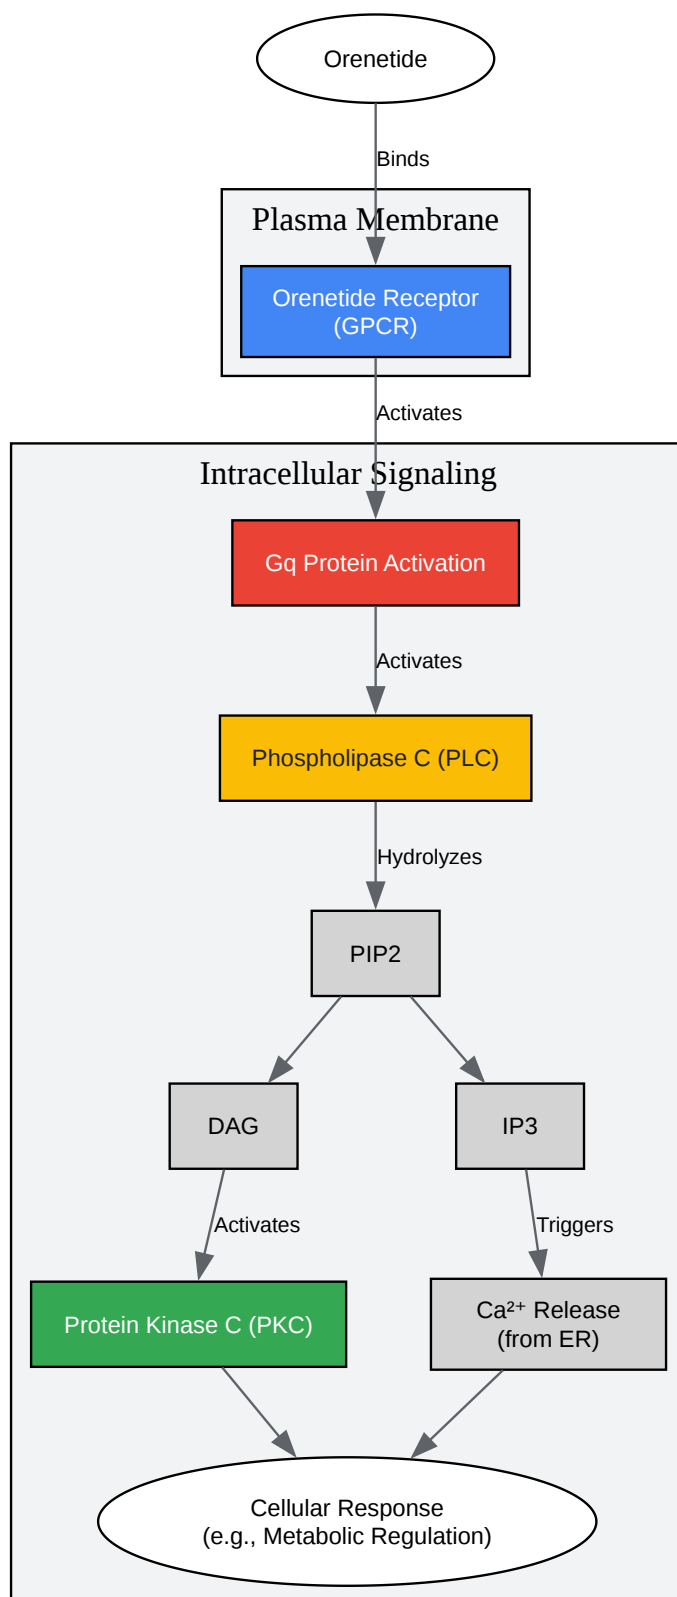 Orenetide
Binds
Plasma Membrane
Orenetide Receptor
(GPCR)
Activates
Intracellular Signaling
Gq Protein Activation
Activates
Phospholipase C (PLC)
Hydrolyzes
PIP2
DAG
IP3
Activates
Triggers
Protein Kinase C (PKC)
Ca²⁺ Release
(from ER)
Cellular Response
(e.g., Metabolic Regulation)